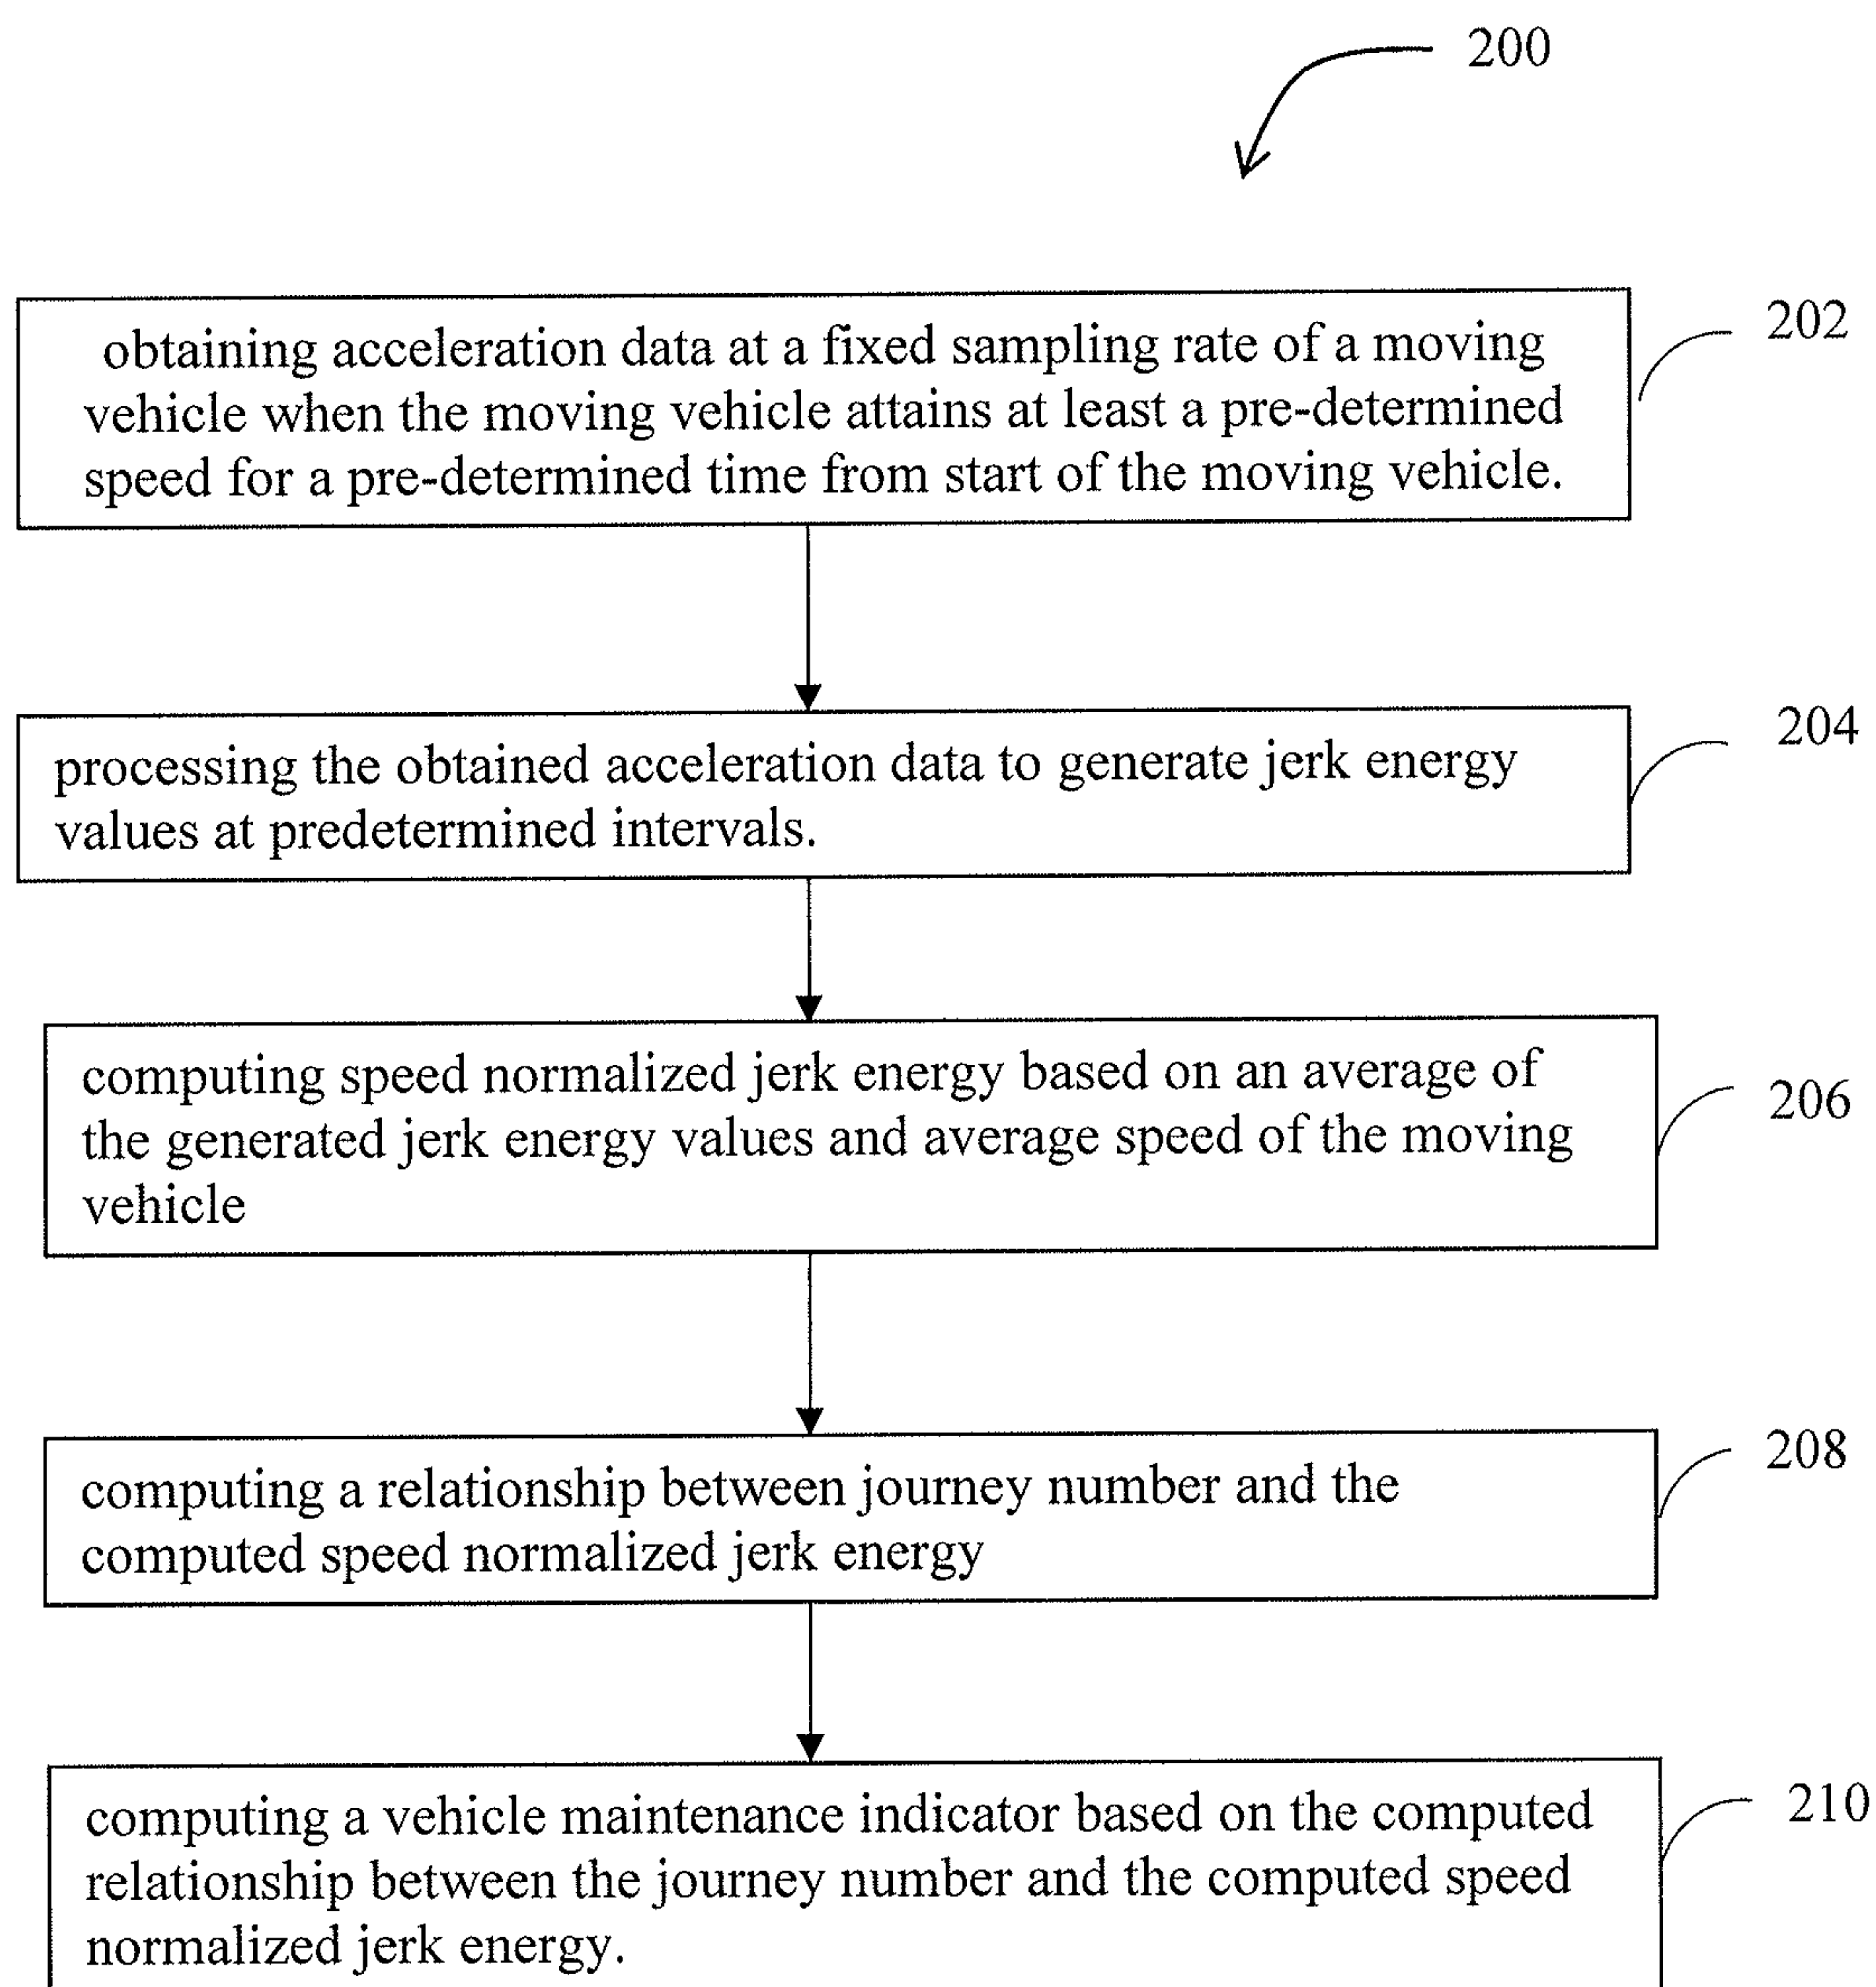 200
obtaining acceleration data at a fixed sampling rate of a moving
vehicle when the moving vehicle attains at least a pre-determined
speed for a pre-determined time from start of the moving vehicle.
202
processing the obtained acceleration data to generate jerk energy
values at predetermined intervals.
204
computing speed normalized jerk energy based on an average of
the generated jerk energy values and average speed of the moving
vehicle
206
computing a relationship between journey number and the
computed speed normalized jerk energy
208
computing a vehicle maintenance indicator based on the computed
relationship between the journey number and the computed speed
normalized jerk energy.
210